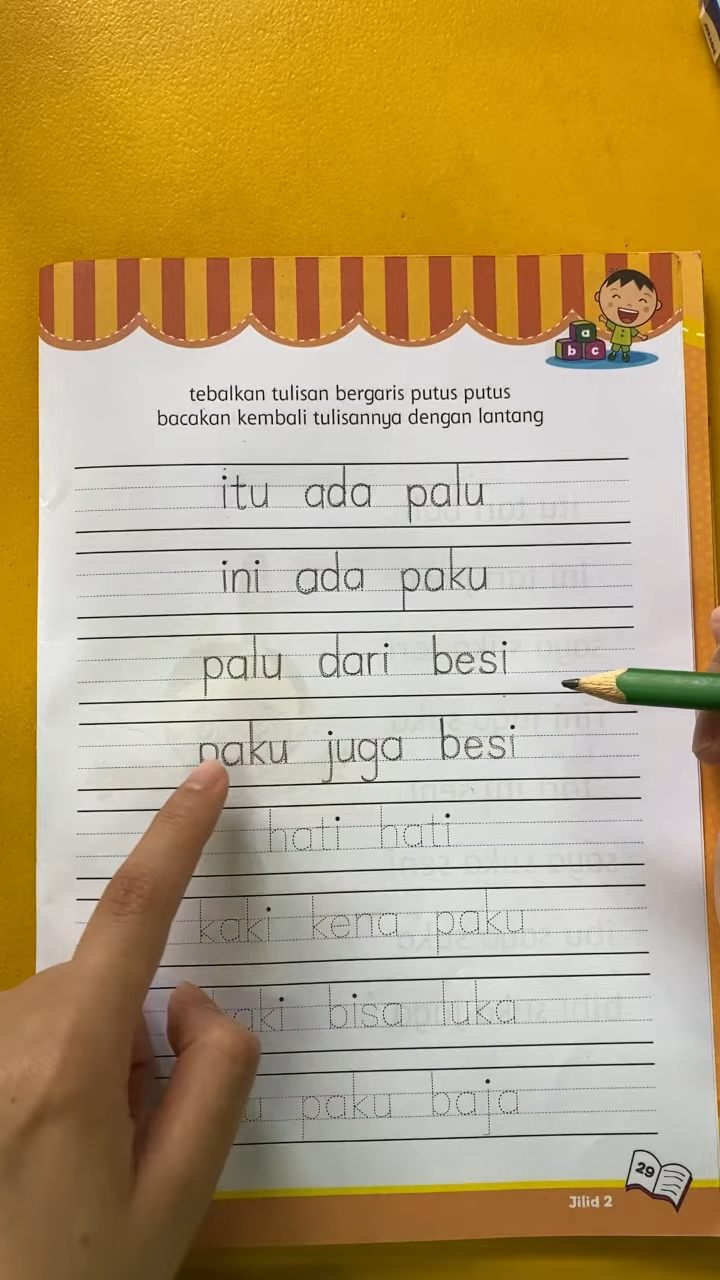 tebalkan tulisan bergaris putus putus
bacakan kembali tulisannya dengan lantang
itu ada palu
ini ada paku
palu dari besi
paku juga besi
hati hati
kaki kena paku
kaki bisa luka
paku baja
a
b c
29
Jilid 2